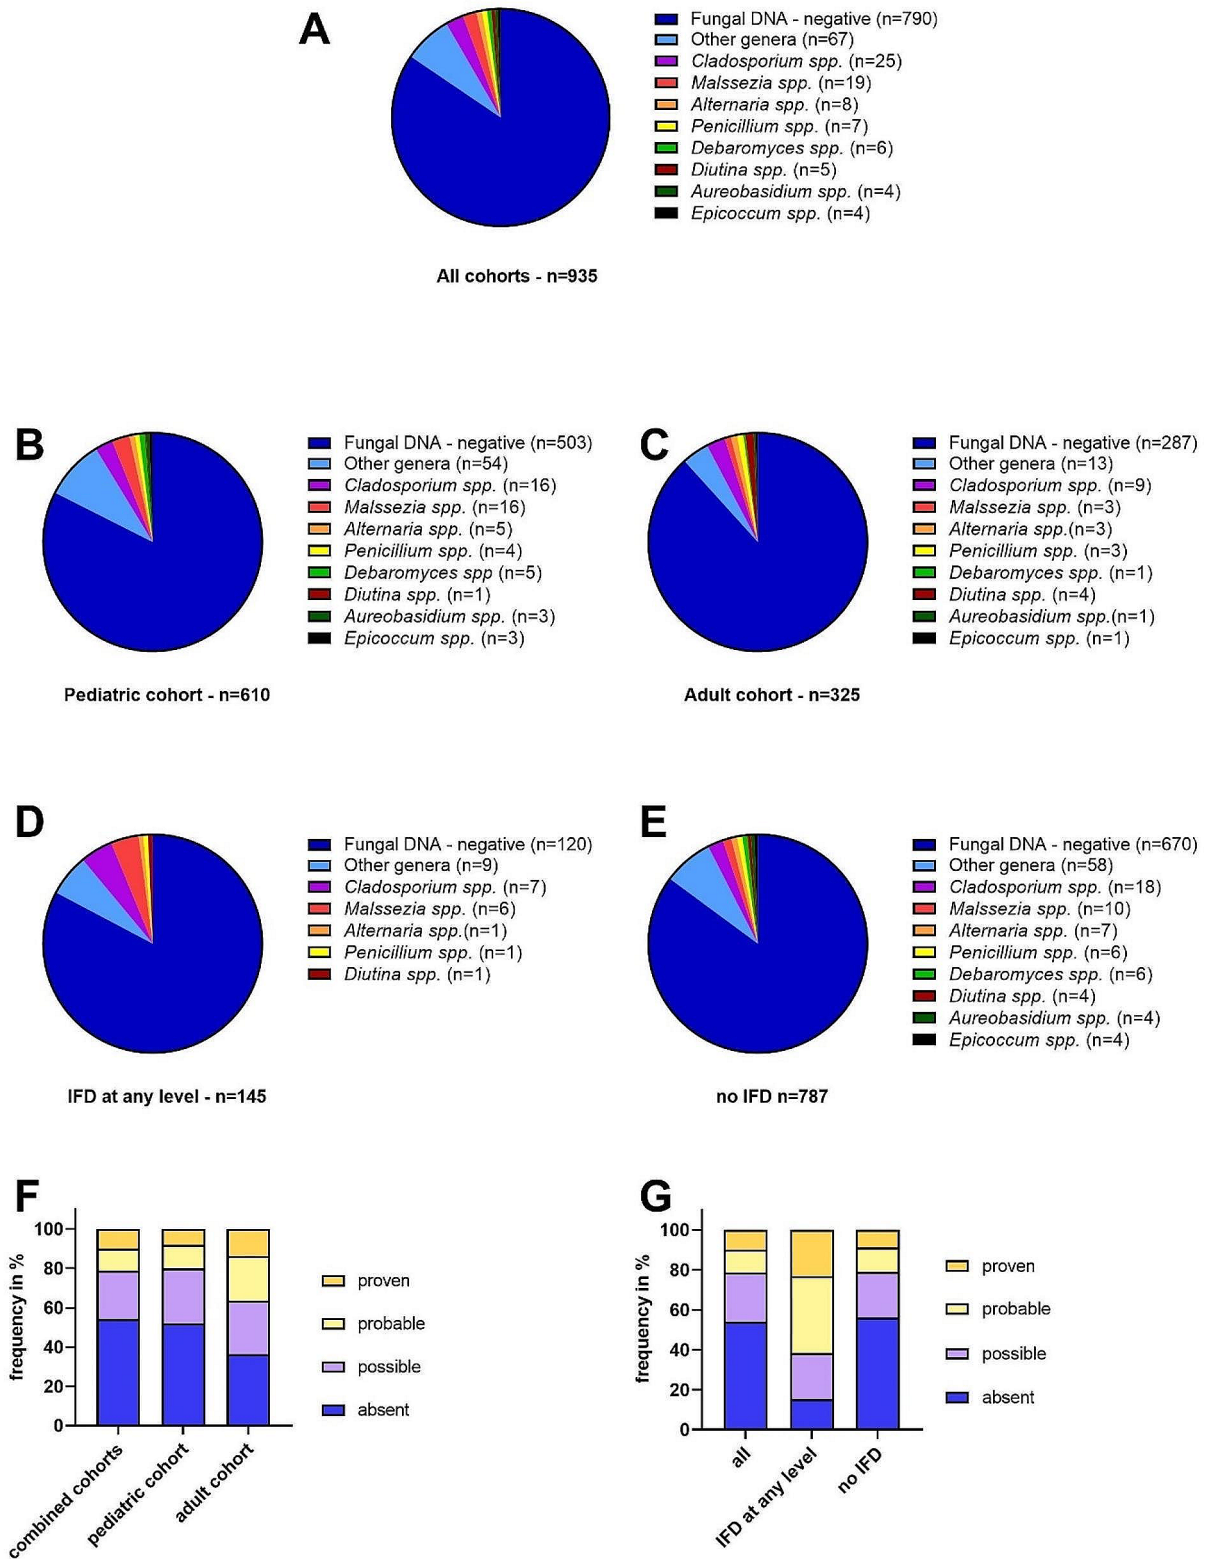 A
Fungal DNA - negative (n=790)
Other genera (n=67)
Cladosporium spp. (n=25)
Malssezia spp. (n=19)
Alternaria spp. (n=8)
Penicillium spp. (n=7)
Debaromyces spp. (n=6)
Diutina spp. (n=5)
Aureobasidium spp. (n=4)
Epicoccum spp. (n=4)
All cohorts - n=935
B
Fungal DNA - negative (n=503)
Other genera (n=54)
Cladosporium spp. (n=16)
Malssezia spp. (n=16)
Alternaria spp. (n=5)
Penicillium spp. (n=4)
Debaromyces spp (n=5)
Diutina spp. (n=1)
Aureobasidium spp. (n=3)
Epicoccum spp. (n=3)
Pediatric cohort - n=610
C
Fungal DNA - negative (n=287)
Other genera (n=13)
Cladosporium spp. (n=9)
Malssezia spp. (n=3)
Alternaria spp.(n=3)
Penicillium spp. (n=3)
Debaromyces spp. (n=1)
Diutina spp. (n=4)
Aureobasidium spp.(n=1)
Epicoccum spp. (n=1)
Adult cohort - n=325
D
Fungal DNA - negative (n=120)
Other genera (n=9)
Cladosporium spp. (n=7)
Malssezia spp. (n=6)
Alternaria spp.(n=1)
Penicillium spp. (n=1)
Diutina spp. (n=1)
IFD at any level - n=145
E
Fungal DNA - negative (n=670)
Other genera (n=58)
Cladosporium spp. (n=18)
Malssezia spp. (n=10)
Alternaria spp. (n=7)
Penicillium spp. (n=6)
Debaromyces spp. (n=6)
Diutina spp. (n=4)
Aureobasidium spp. (n=4)
Epicoccum spp. (n=4)
no IFD n=787
F
frequency in %
100
80
60
40
20
0
combined cohorts
pediatric cohort
adult cohort
proven
probable
possible
absent
G
frequency in %
100
80
60
40
20
0
all
IFD at any level
no IFD
proven
probable
possible
absent